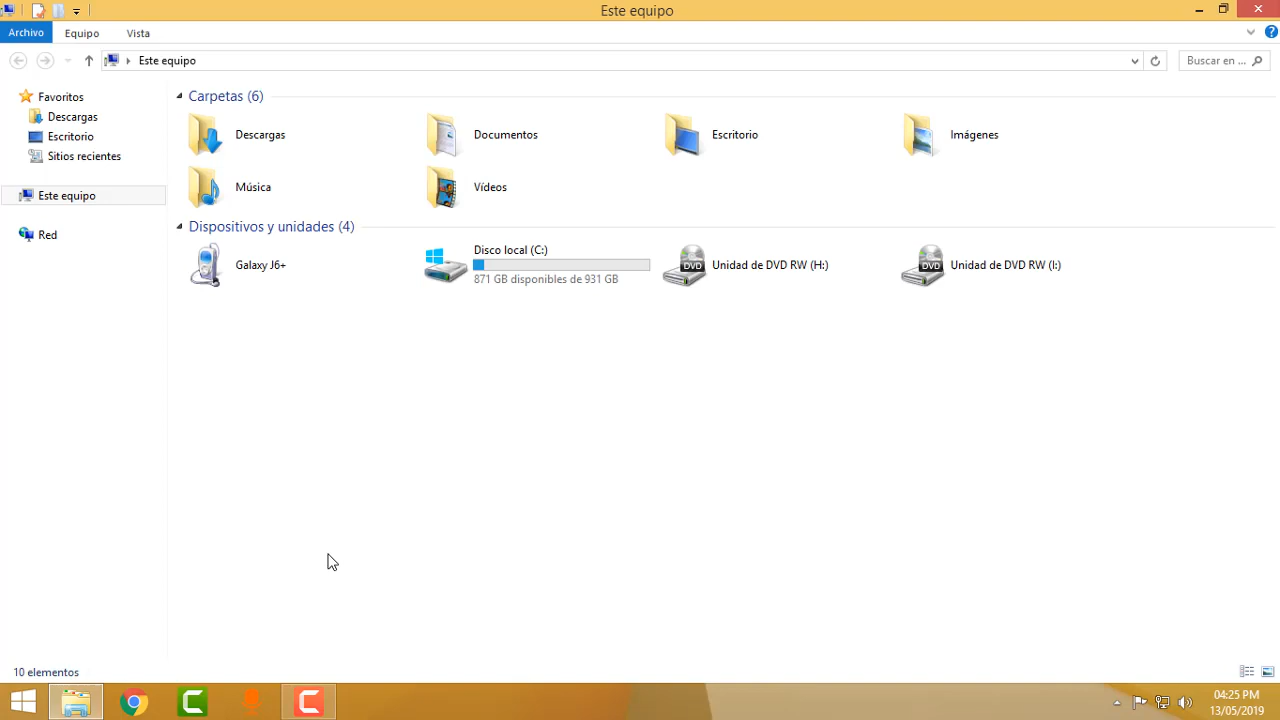 Este equipo
Archivo Equipo Vista
Este equipo Buscar en ...
Favoritos
Descargas
Escritorio
Sitios recientes
Este equipo
Red
Carpetas (6)
Descargas Documentos Escritorio Imágenes
Música Vídeos
Dispositivos y unidades (4)
Galaxy J6+
Disco local (C:)
871 GB disponibles de 931 GB
DVD Unidad de DVD RW (H:)
DVD Unidad de DVD RW (I:)
10 elementos
04:25 PM
13/05/2019